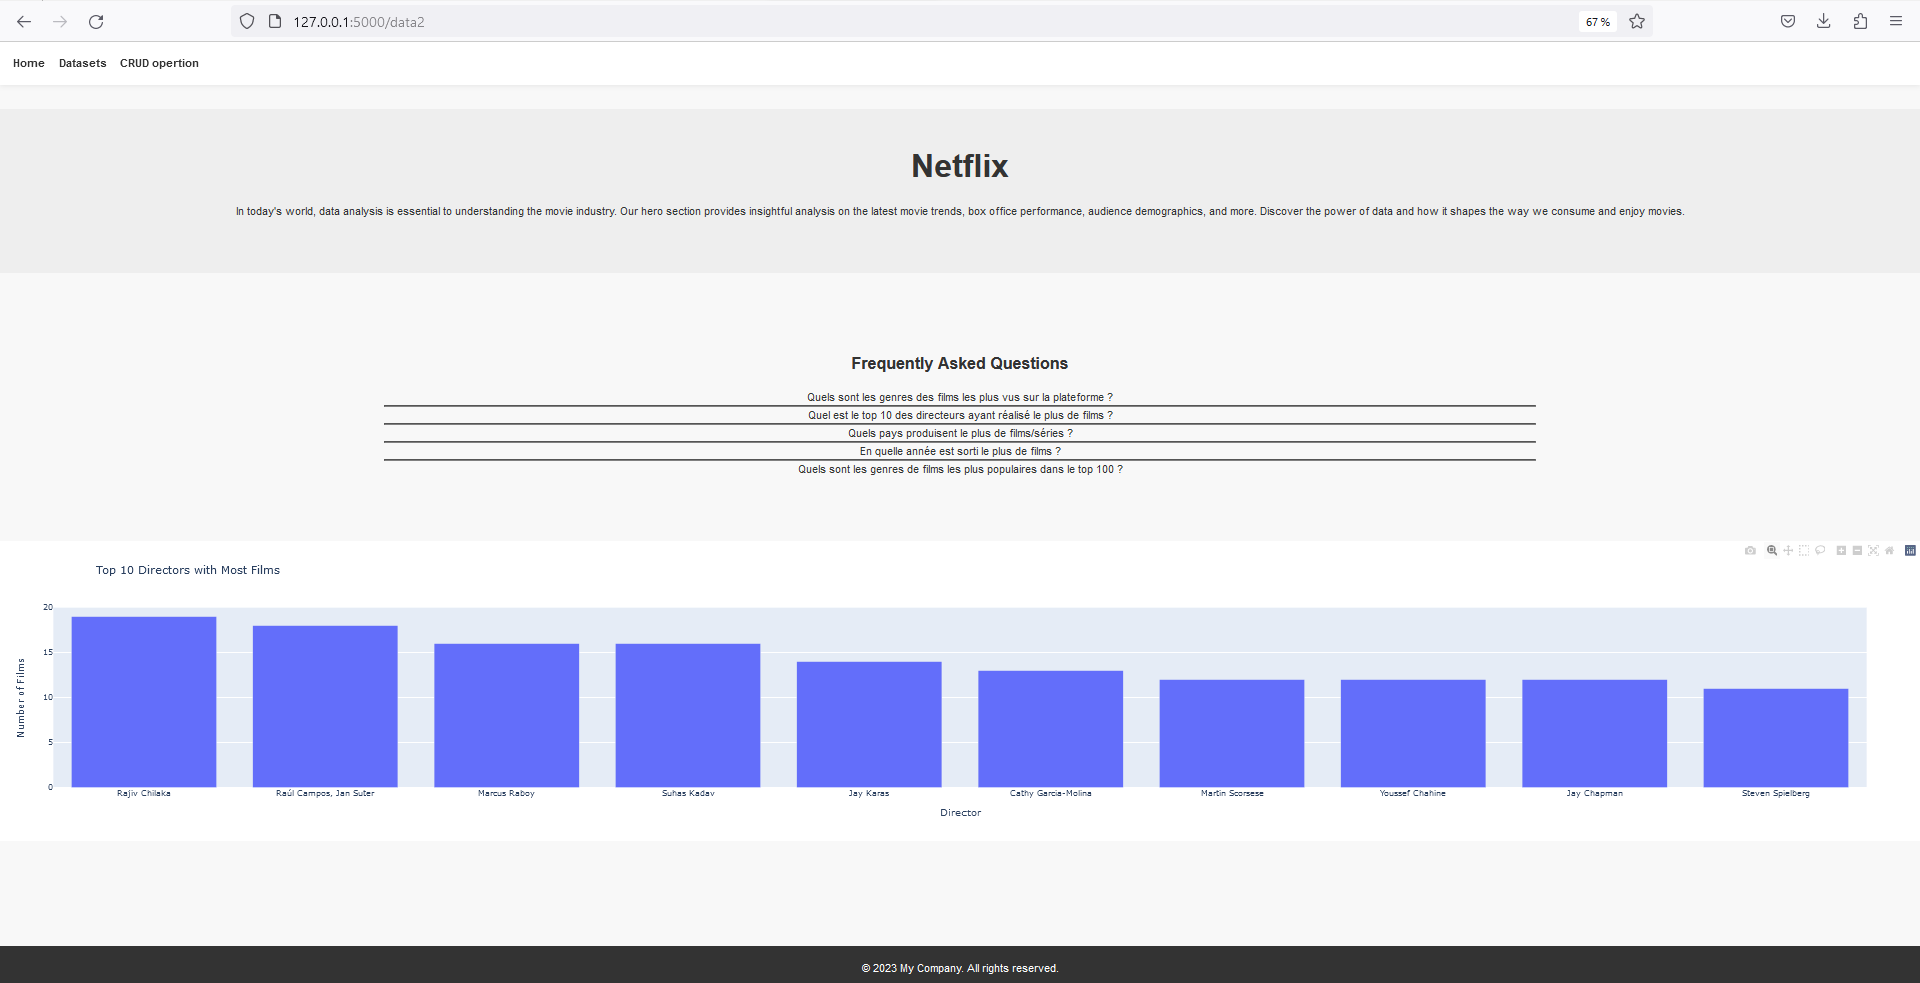 127.0.0.1:5000/data2
67 %
Home Datasets CRUD opertion
Netflix
In today's world, data analysis is essential to understanding the movie industry. Our hero section provides insightful analysis on the latest movie trends, box office performance, audience demographics, and more. Discover the power of data and how it shapes the way we consume and enjoy movies.
Frequently Asked Questions
Quels sont les genres des films les plus vus sur la plateforme ?
Quel est le top 10 des directeurs ayant réalisé le plus de films ?
Quels pays produisent le plus de films/séries ?
En quelle année est sorti le plus de films ?
Quels sont les genres de films les plus populaires dans le top 100 ?
Top 10 Directors with Most Films
20
15
10
5
0
Number of Films
Rajiv Chilaka Raúl Campos, Jan Suter Marcus Raboy Suhas Kadav Jay Karas Cathy Garcia-Molina Martin Scorsese Youssef Chahine Jay Chapman Steven Spielberg
Director
© 2023 My Company. All rights reserved.